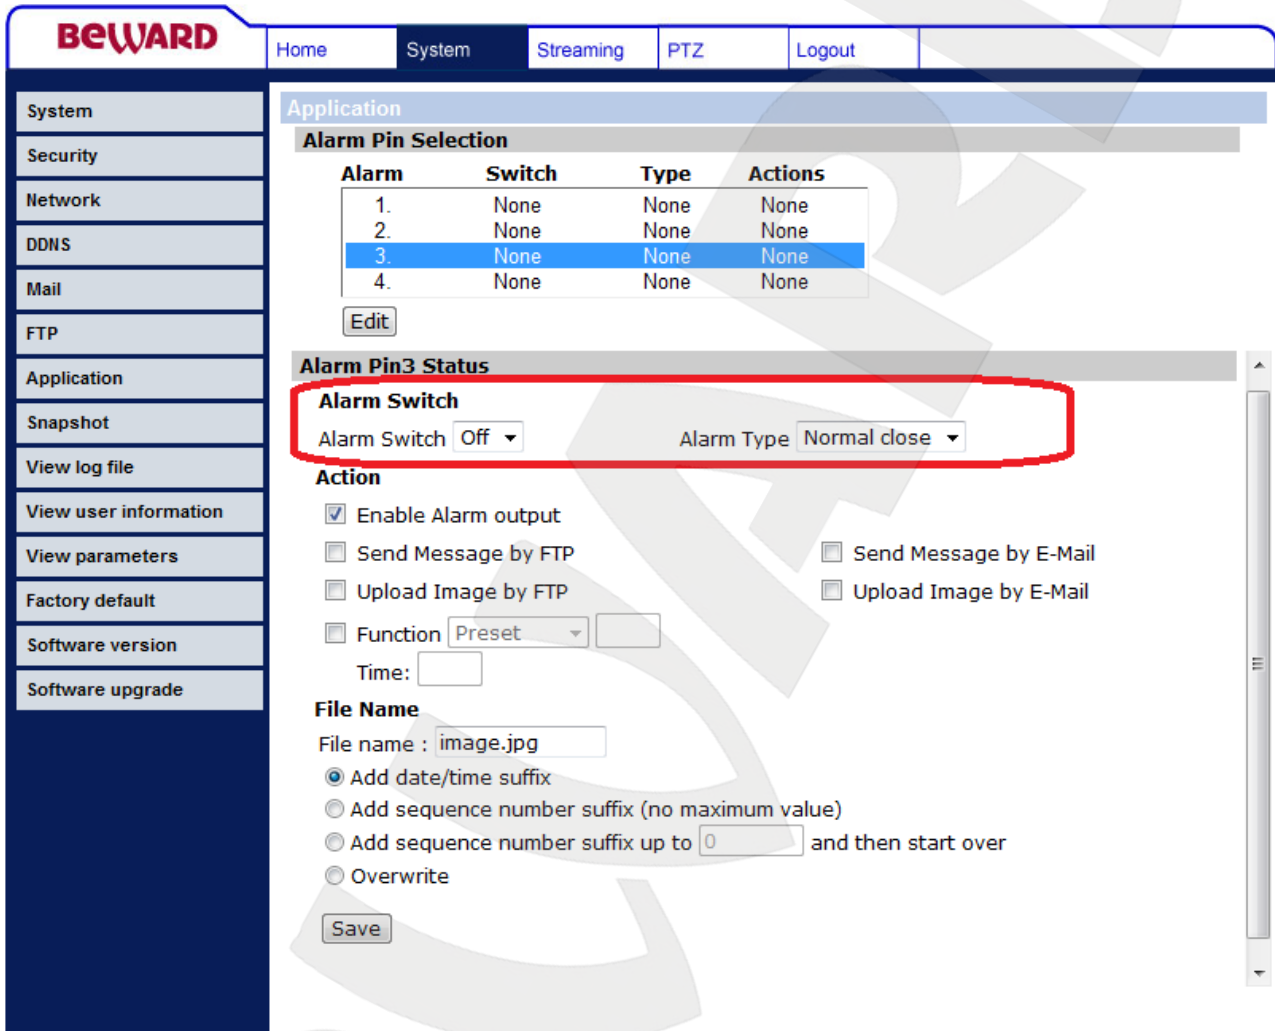 BEWARD
Home System Streaming PTZ Logout
System
Security
Network
DDNS
Mail
FTP
Application
Snapshot
View log file
View user information
View parameters
Factory default
Software version
Software upgrade
Application
Alarm Pin Selection
Alarm Switch Type Actions
1. None None None
2. None None None
3. None None None
4. None None None
Edit
Alarm Pin3 Status
Alarm Switch
Alarm Switch Off Alarm Type Normal close
Action
Enable Alarm output
Send Message by FTP Send Message by E-Mail
Upload Image by FTP Upload Image by E-Mail
Function Preset
Time:
File Name
File name : image.jpg
Add date/time suffix
Add sequence number suffix (no maximum value)
Add sequence number suffix up to 0 and then start over
Overwrite
Save